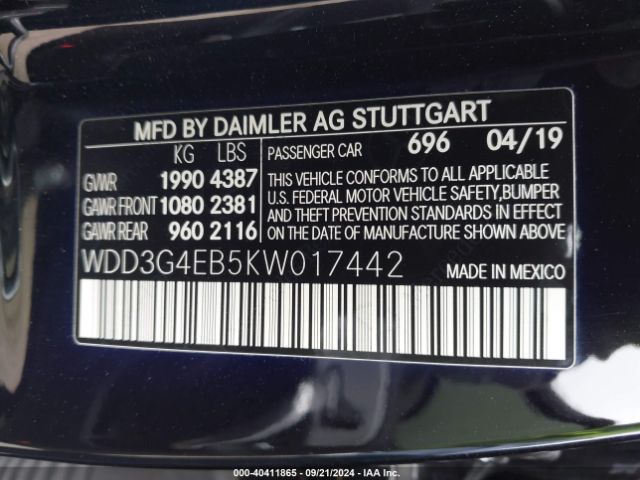 MFD BY DAIMLER AG STUTTGART
KG LBS PASSENGER CAR 696 04/19
GVWR 1990 4387
GAWR FRONT 1080 2381
GAWR REAR 960 2116
THIS VEHICLE CONFORMS TO ALL APPLICABLE
U.S. FEDERAL MOTOR VEHICLE SAFETY,BUMPER
AND THEFT PREVENTION STANDARDS IN EFFECT
ON THE DATE OF MANUFACTURE SHOWN ABOVE.
WDD3G4EB5KW017442 MADE IN MEXICO
000-40411865 - 09/21/2024 - IAA Inc.